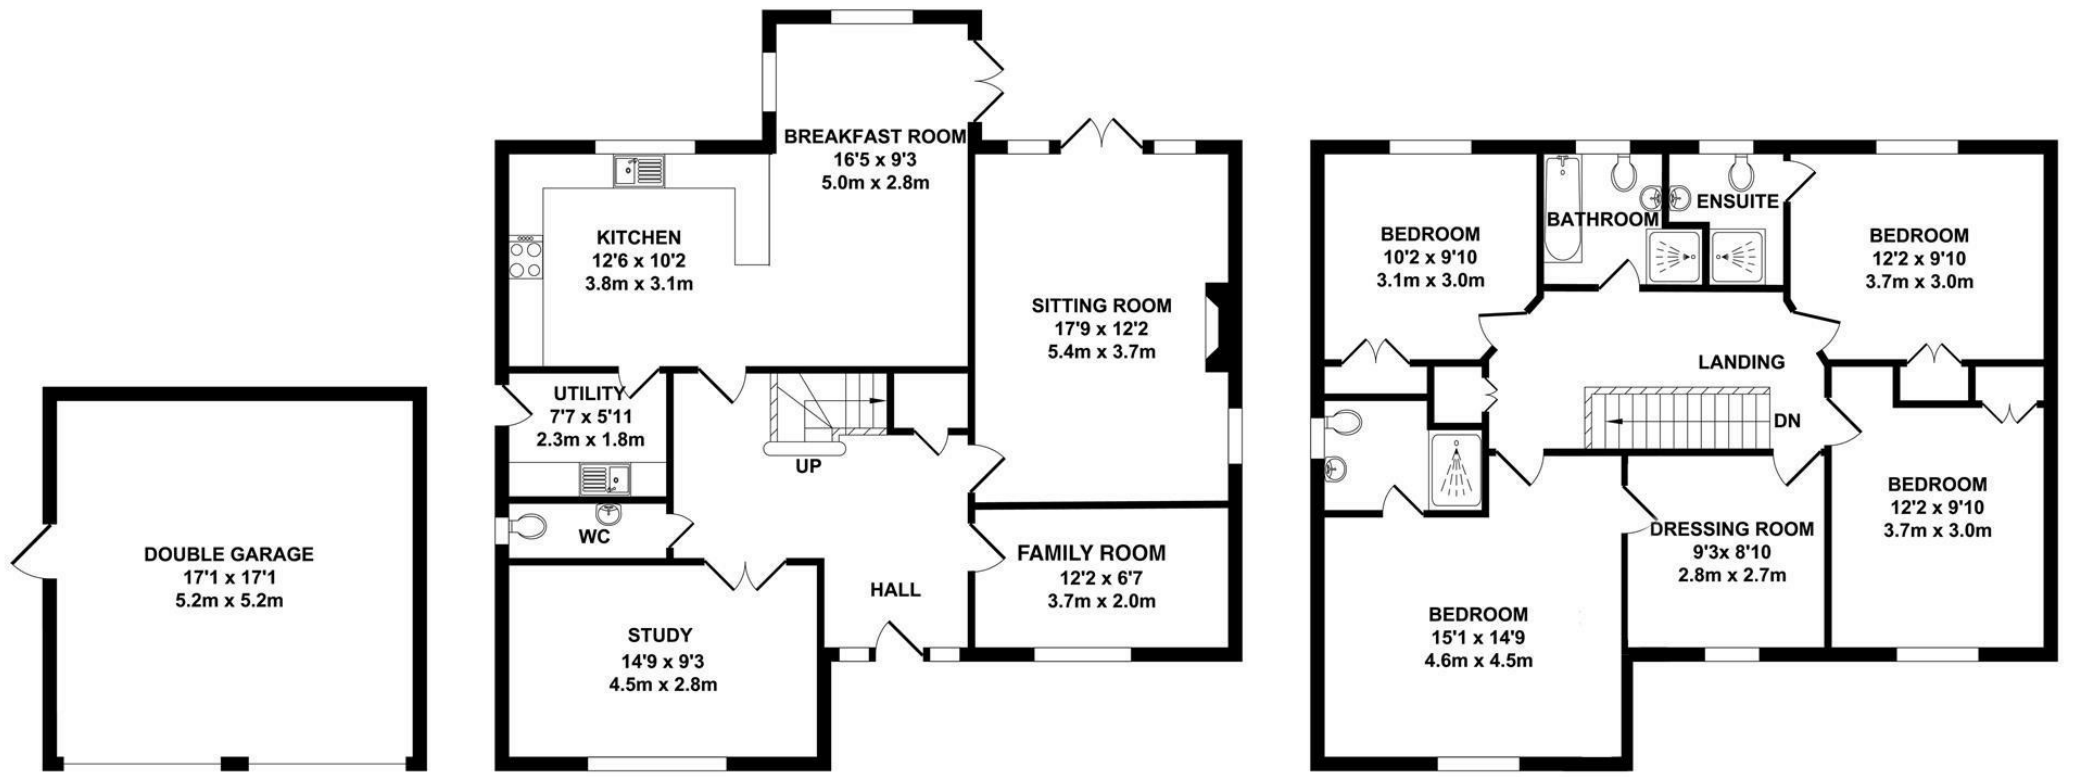 DOUBLE GARAGE
17'1 x 17'1
5.2m x 5.2m
BREAKFAST ROOM
16'5 x 9'3
5.0m x 2.8m
KITCHEN
12'6 x 10'2
3.8m x 3.1m
SITTING ROOM
17'9 x 12'2
5.4m x 3.7m
UTILITY
7'7 x 5'11
2.3m x 1.8m
UP
WC
HALL
FAMILY ROOM
12'2 x 6'7
3.7m x 2.0m
STUDY
14'9 x 9'3
4.5m x 2.8m
BEDROOM
10'2 x 9'10
3.1m x 3.0m
BATHROOM
ENSUITE
BEDROOM
12'2 x 9'10
3.7m x 3.0m
LANDING
DN
BEDROOM
12'2 x 9'10
3.7m x 3.0m
DRESSING ROOM
9'3x 8'10
2.8m x 2.7m
BEDROOM
15'1 x 14'9
4.6m x 4.5m